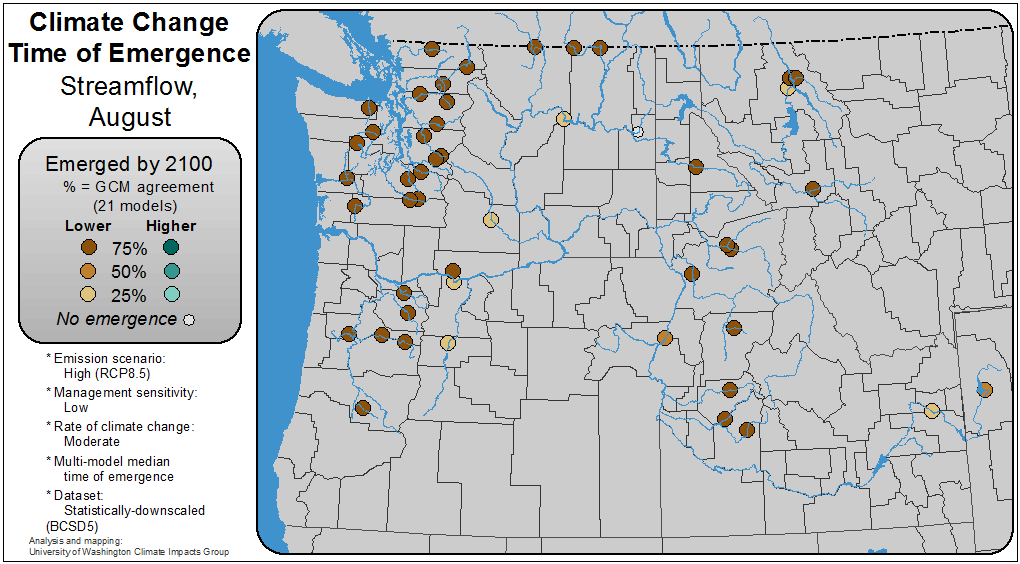 Climate Change
Time of Emergence
Streamflow,
August
Emerged by 2100
% = GCM agreement
(21 models)
Lower Higher
75%
50%
25%
No emergence
* Emission scenario:
High (RCP8.5)
* Management sensitivity:
Low
* Rate of climate change:
Moderate
* Multi-model median
time of emergence
* Dataset:
Statistically-downscaled
(BCSD5)
Analysis and mapping:
University of Washington Climate Impacts Group